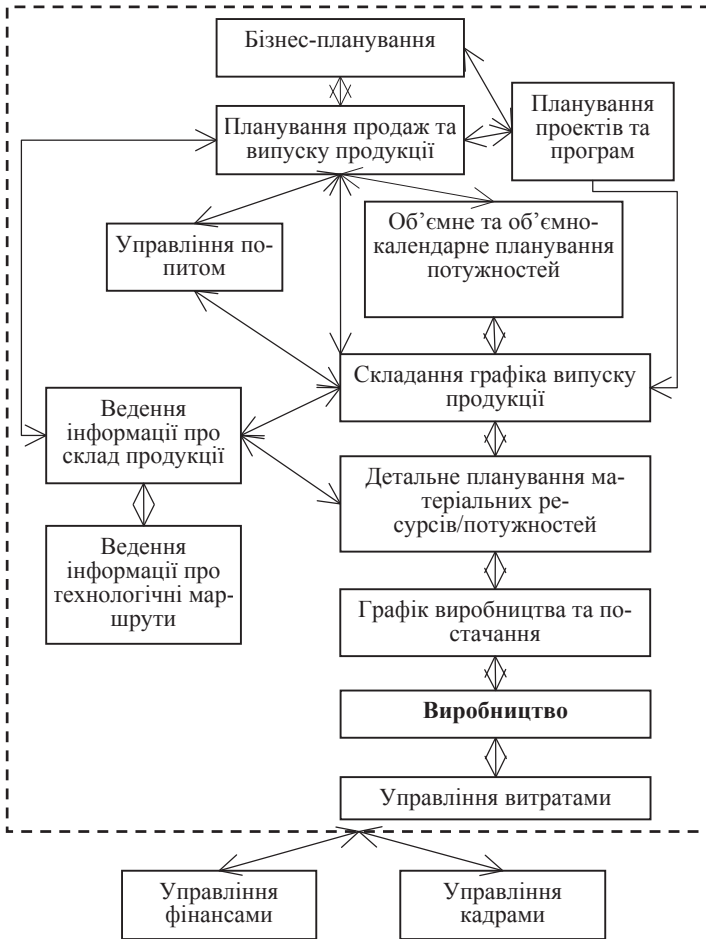 Бізнес-планування
Планування продаж та
випуску продукції
Планування
проектів та
програм
Управління по-
питом
Об’ємне та об’ємно-
календарне планування
потужностей
Складання графіка випуску
продукції
Ведення
інформації про
склад продукції
Детальне планування ма-
теріальних ре-
сурсів/потужностей
Ведення
інформації про
технологічні мар-
шрути
Графік виробництва та по-
стачання
Виробництво
Управління витратами
Управління
фінансами
Управління
кадрами